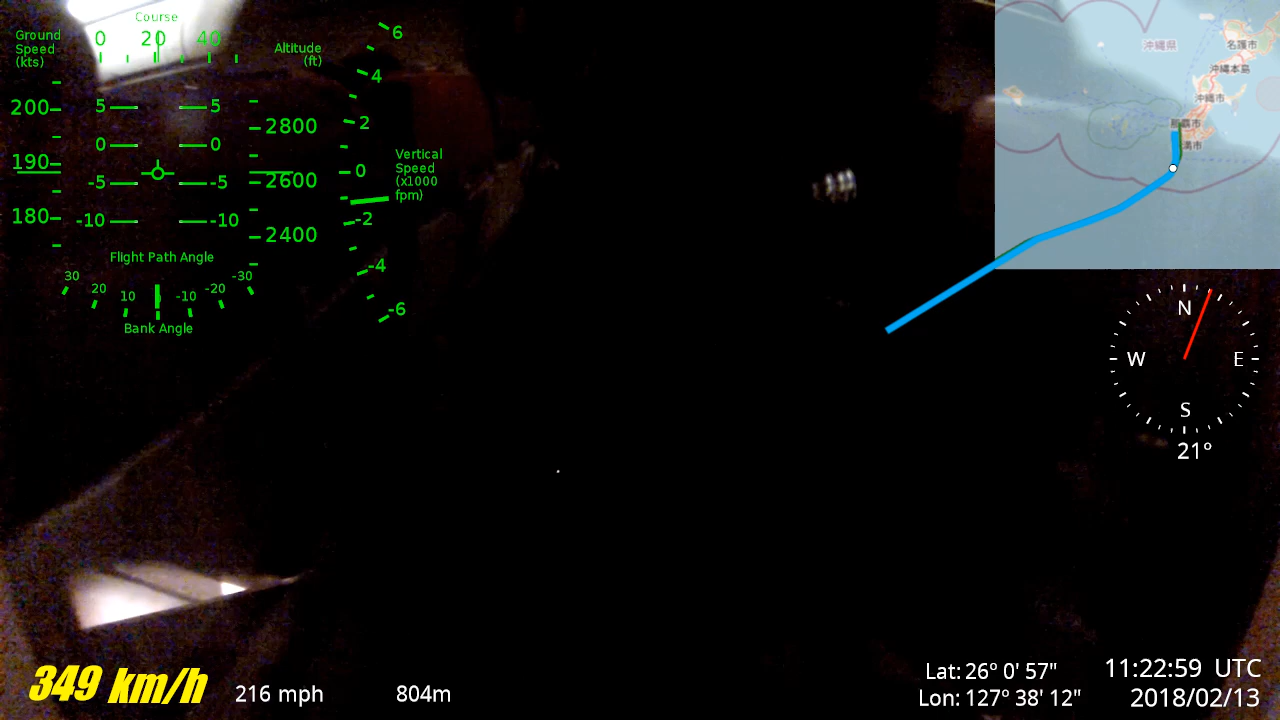 Ground
Speed
(kts)
Course
0 20 40
Altitude
(ft)
6
4
2
0
-2
-4
-6
200
190
180
5 5
0 0
-5 -5
-10 -10
2800
2600
2400
Vertical
Speed
(x1000
fpm)
Flight Path Angle
30 20 10 -10 -20 -30
Bank Angle
沖縄県
名護市
沖縄本島
沖縄市
那覇市
満市
N
W E
S
21°
349 km/h 216 mph 804m
Lat: 26° 0' 57" 11:22:59 UTC
Lon: 127° 38' 12" 2018/02/13